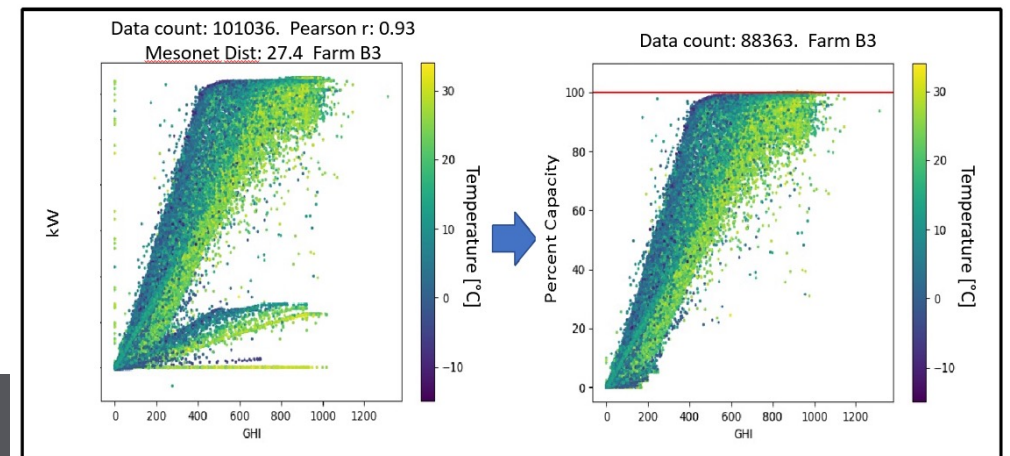 Data count: 101036.  Pearson r: 0.93
Mesonet Dist: 27.4  Farm B3
kW
0 200 400 600 800 1000 1200
GHI
30
20
10
0
−10
Temperature [°C]
Data count: 88363.  Farm B3
Percent Capacity
100
80
60
40
20
0
0 200 400 600 800 1000 1200
GHI
30
20
10
0
−10
Temperature [°C]